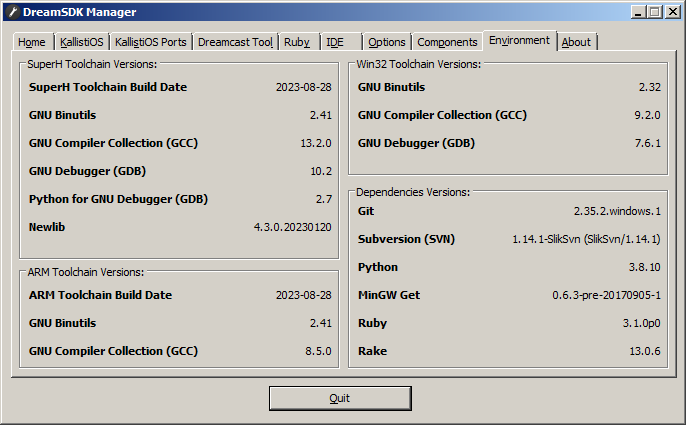 DreamSDK Manager
Home
KallistiOS
KallistiOS Ports
Dreamcast Tool
Ruby
IDE
Options
Components
Environment
About
SuperH Toolchain Versions:
SuperH Toolchain Build Date 2023-08-28
GNU Binutils 2.41
GNU Compiler Collection (GCC) 13.2.0
GNU Debugger (GDB) 10.2
Python for GNU Debugger (GDB) 2.7
Newlib 4.3.0.20230120
ARM Toolchain Versions:
ARM Toolchain Build Date 2023-08-28
GNU Binutils 2.41
GNU Compiler Collection (GCC) 8.5.0
Win32 Toolchain Versions:
GNU Binutils 2.32
GNU Compiler Collection (GCC) 9.2.0
GNU Debugger (GDB) 7.6.1
Dependencies Versions:
Git 2.35.2.windows.1
Subversion (SVN) 1.14.1-SlikSvn (SlikSvn/1.14.1)
Python 3.8.10
MinGW Get 0.6.3-pre-20170905-1
Ruby 3.1.0p0
Rake 13.0.6
Quit